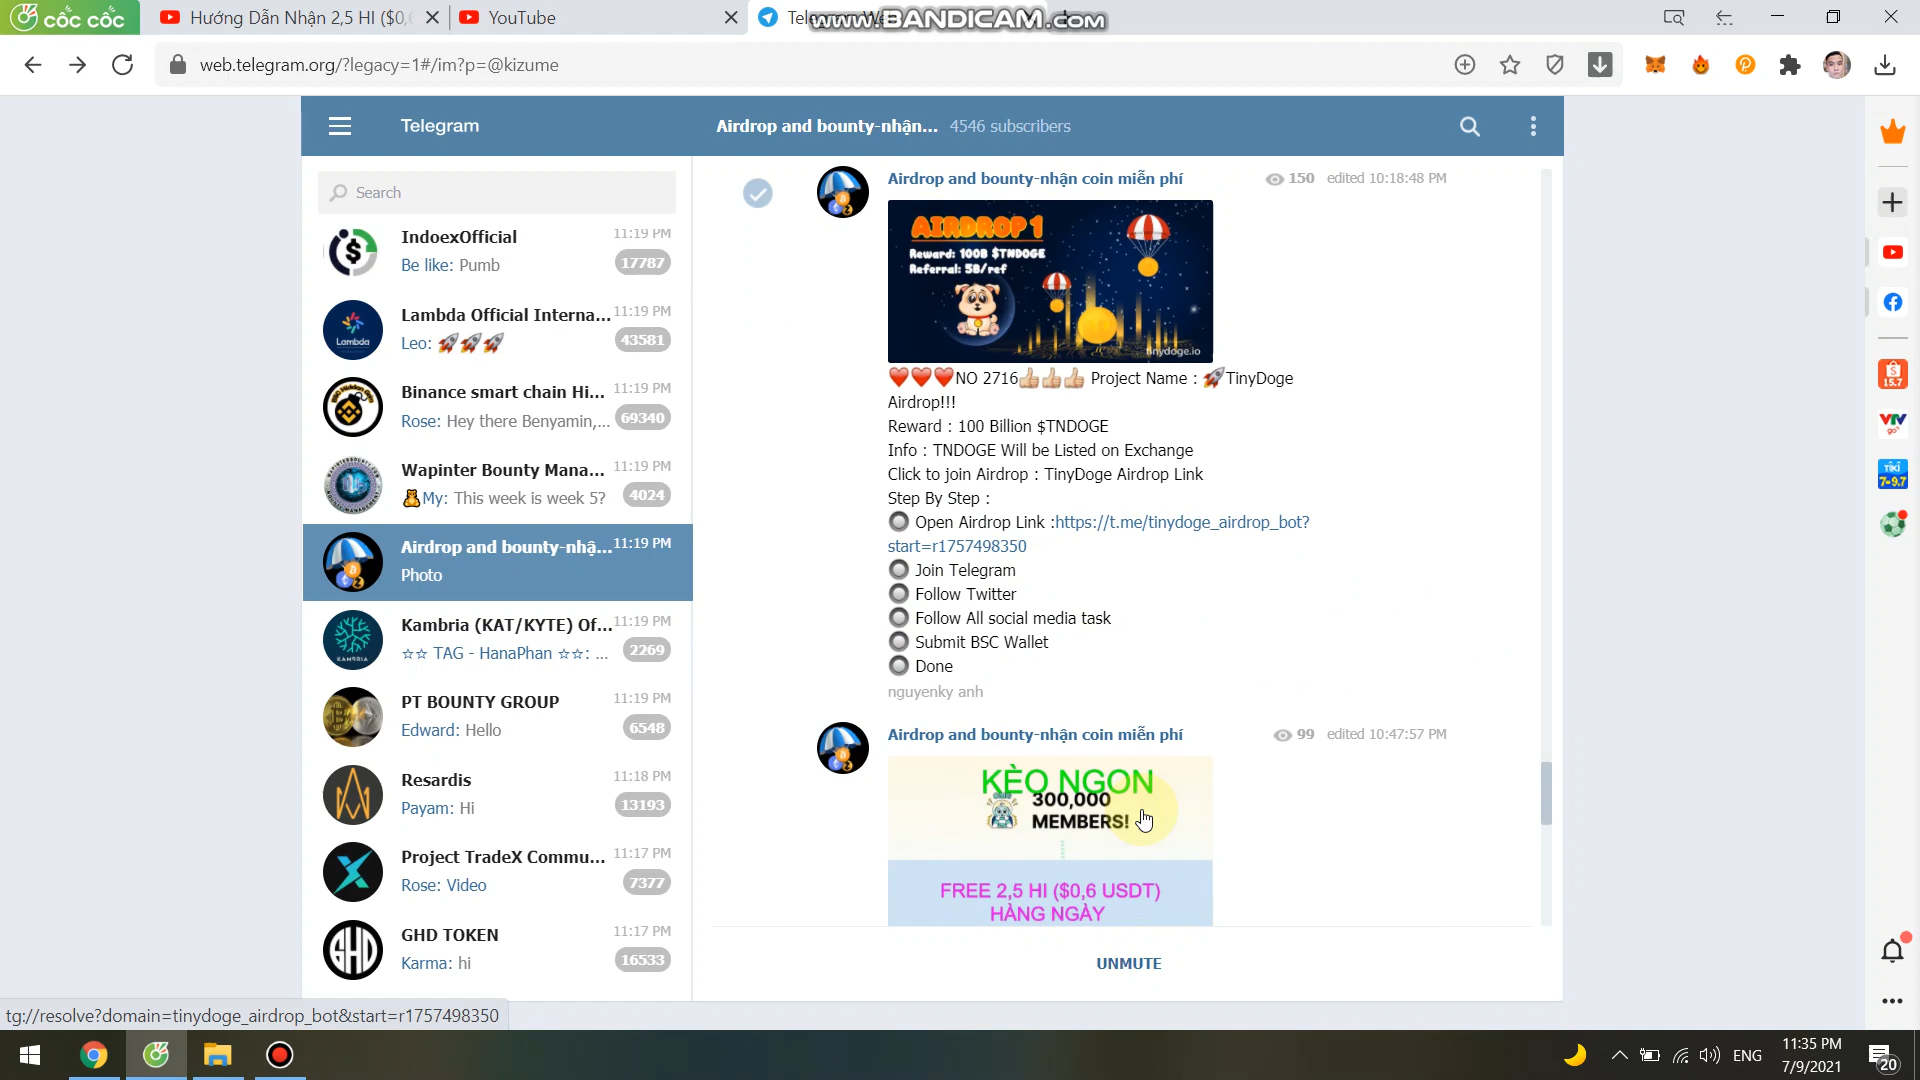 cốc cốc
Hướng Dẫn Nhận 2,5 HI ($0,
YouTube
www.BANDICAM.com
web.telegram.org/?legacy=1#/im?p=@kizume
Telegram
Airdrop and bounty-nhận... 4546 subscribers
Search
IndoexOfficial 11:19 PM
Be like: Pumb 17787
Lambda Official Interna... 11:19 PM
Lambda
Leo: 🚀🚀🚀 43581
Binance smart chain Hi... 11:19 PM
Rose: Hey there Benyamin,... 69340
Wapinter Bounty Mana... 11:19 PM
🧸My: This week is week 5? 4024
Airdrop and bounty-nhậ... 11:19 PM
Photo
Kambria (KAT/KYTE) Of... 11:19 PM
KAMBRIA
☆☆ TAG - HanaPhan ☆☆: ... 2269
PT BOUNTY GROUP 11:19 PM
Edward: Hello 6548
Resardis 11:18 PM
Payam: Hi 13193
Project TradeX Commu... 11:17 PM
Rose: Video 7377
GHD TOKEN 11:17 PM
GHD
Karma: hi 16533
Airdrop and bounty-nhận coin miễn phí 150 edited 10:18:48 PM
AIRDROP 1
Reward: 100B $TNDOGE
Referral: 5B/ref
tinydoge.io
❤️❤️❤️NO 2716👍🏻👍🏻👍🏻 Project Name : 🚀TinyDoge
Airdrop!!!
Reward : 100 Billion $TNDOGE
Info : TNDOGE Will be Listed on Exchange
Click to join Airdrop : TinyDoge Airdrop Link
Step By Step :
🔘 Open Airdrop Link :https://t.me/tinydoge_airdrop_bot?
start=r1757498350
🔘 Join Telegram
🔘 Follow Twitter
🔘 Follow All social media task
🔘 Submit BSC Wallet
🔘 Done
nguyenky anh
Airdrop and bounty-nhận coin miễn phí 99 edited 10:47:57 PM
KÈO NGON
300,000
MEMBERS!
FREE 2,5 HI ($0,6 USDT)
HÀNG NGÀY
UNMUTE
15.7
VTV
go
TIKI
7-9.7
tg://resolve?domain=tinydoge_airdrop_bot&start=r1757498350
ENG
11:35 PM
7/9/2021
20